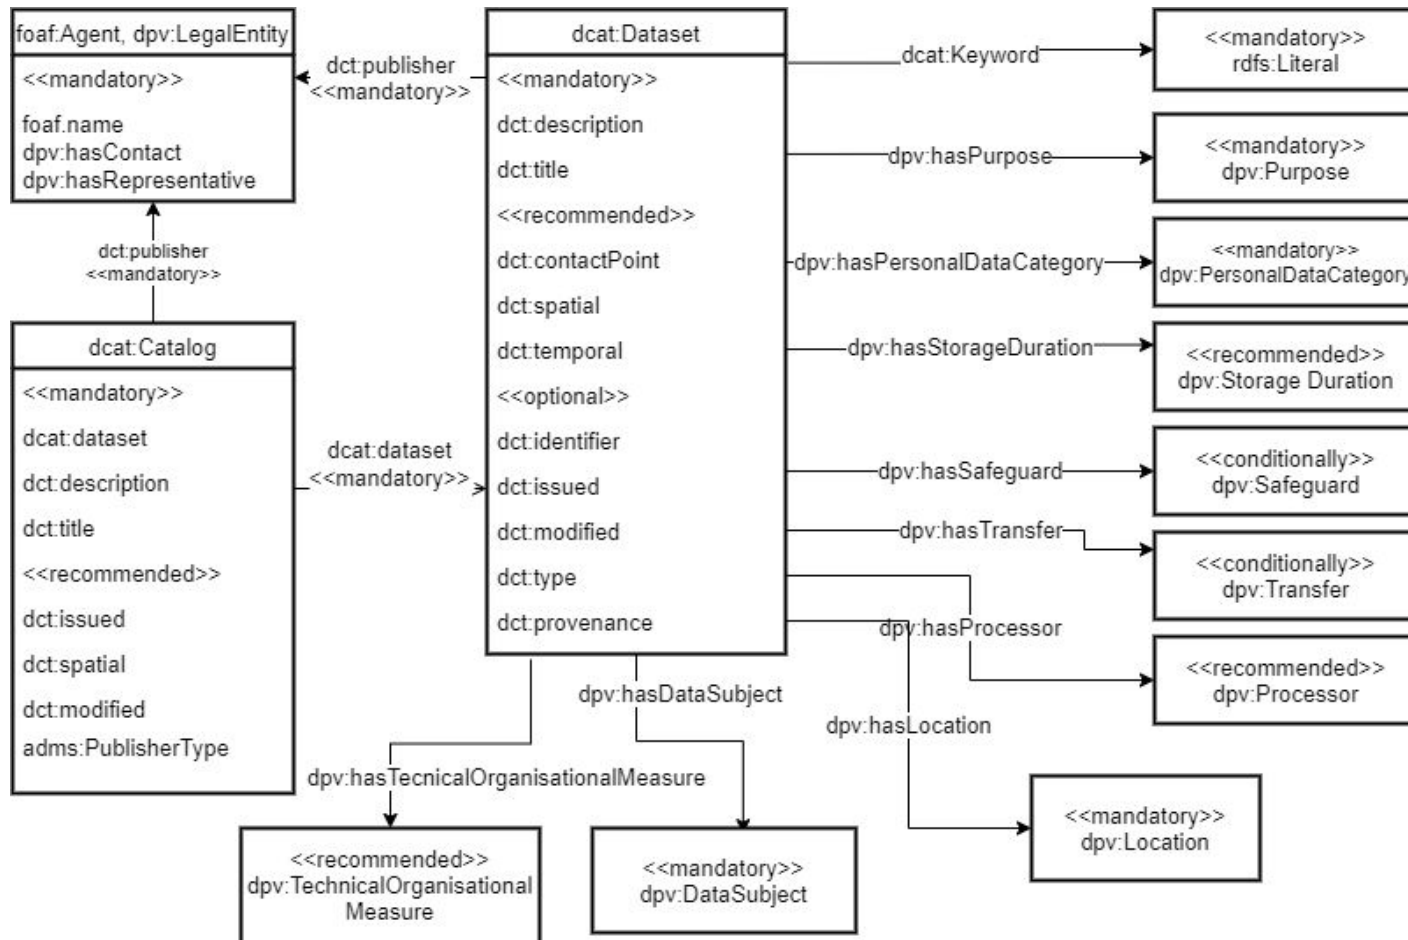 foaf:Agent, dpv:LegalEntity
<<mandatory>>
foaf.name
dpv:hasContact
dpv:hasRepresentative
dct:publisher
<<mandatory>>
dct:publisher
<<mandatory>>
dcat:Catalog
<<mandatory>>
dcat:dataset
dct:description
dct:title
<<recommended>>
dct:issued
dct:spatial
dct:modified
adms:PublisherType
dcat:dataset
<<mandatory>>
dcat:Dataset
<<mandatory>>
dct:description
dct:title
<<recommended>>
dct:contactPoint
dct:spatial
dct:temporal
<<optional>>
dct:identifier
dct:issued
dct:modified
dct:type
dct:provenance
dcat:Keyword
<<mandatory>>
rdfs:Literal
dpv:hasPurpose
<<mandatory>>
dpv:Purpose
dpv:hasPersonalDataCategory
<<mandatory>>
dpv:PersonalDataCategory
dpv:hasStorageDuration
<<recommended>>
dpv:Storage Duration
dpv:hasSafeguard
<<conditionally>>
dpv:Safeguard
dpv:hasTransfer
<<conditionally>>
dpv:Transfer
dpv:hasProcessor
<<recommended>>
dpv:Processor
dpv:hasLocation
<<mandatory>>
dpv:Location
dpv:hasDataSubject
<<mandatory>>
dpv:DataSubject
dpv:hasTecnicalOrganisationalMeasure
<<recommended>>
dpv:TechnicalOrganisational
Measure